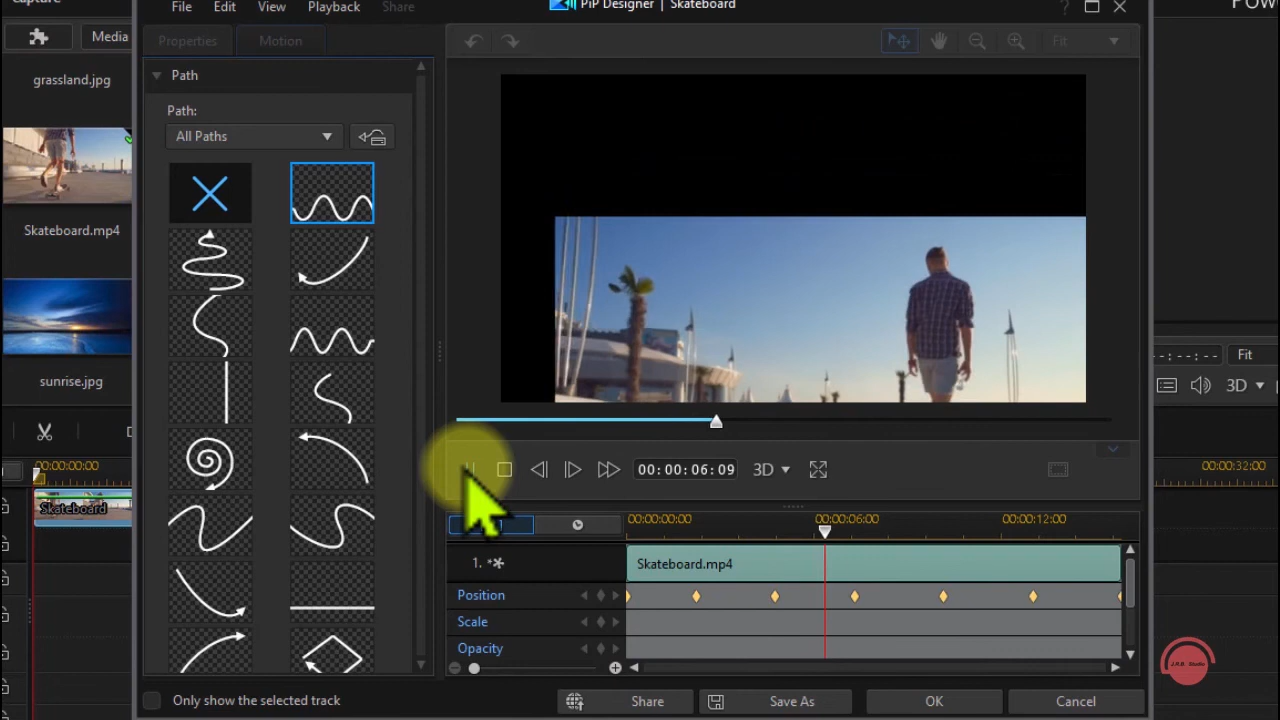 Capture
PiP Designer | Skateboard
POW
File Edit View Playback Share
?
Media
Properties Motion
Fit
grassland.jpg
Path
Path:
All Paths
Skateboard.mp4
sunrise.jpg
--:--:-- Fit
3D
00:00:06:09 3D
00:00:00:00
00:00:32:00
Skateboard
00:00:00:00 00:00:06:00 00:00:12:00
1. Skateboard.mp4
Position
Scale
Opacity
Only show the selected track
Share Save As OK Cancel
J.R.B. Studio